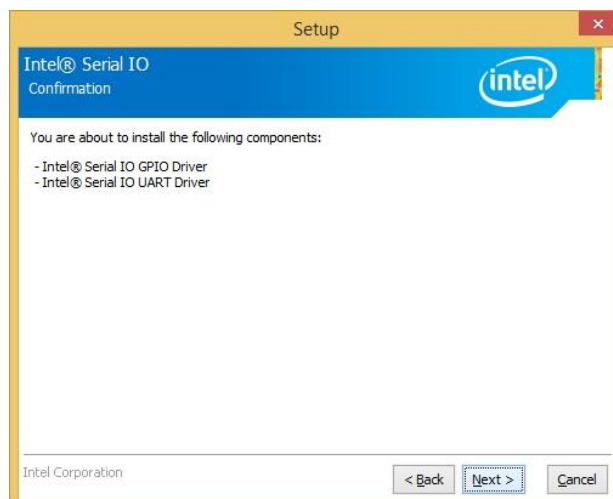 Setup
Intel® Serial IO
Confirmation
intel
You are about to install the following components:
- Intel® Serial IO GPIO Driver
- Intel® Serial IO UART Driver
Intel Corporation
< Back Next > Cancel